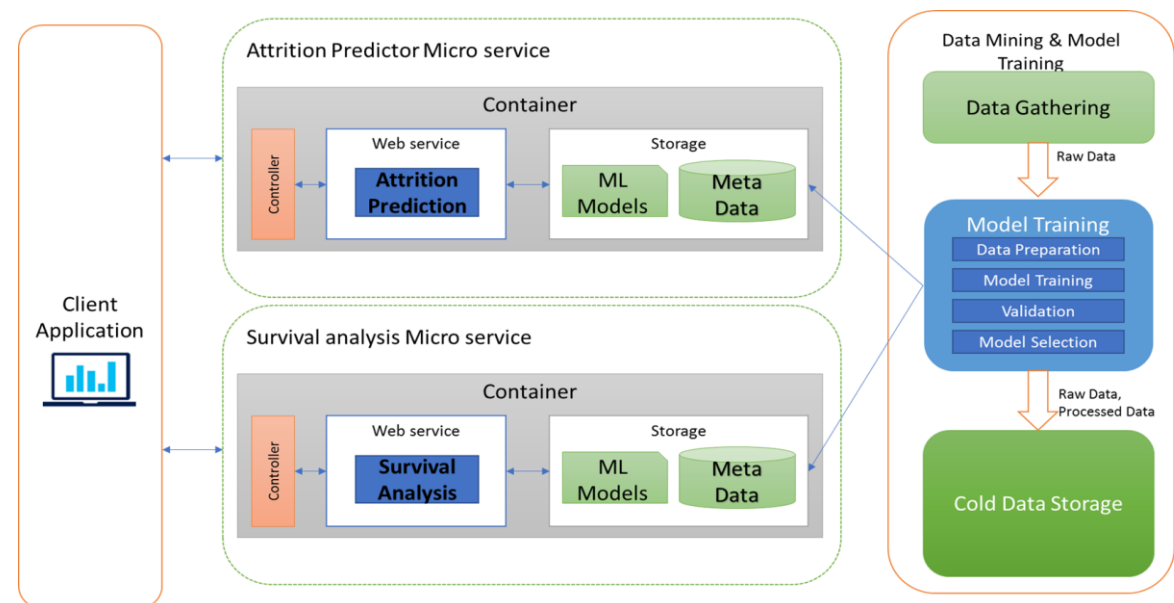 Client
Application
Attrition Predictor Micro service
Container
Controller
Web service
Attrition
Prediction
Storage
ML
Models
Meta
Data
Survival analysis Micro service
Container
Controller
Web service
Survival
Analysis
Storage
ML
Models
Meta
Data
Data Mining & Model
Training
Data Gathering
Raw Data
Model Training
Data Preparation
Model Training
Validation
Model Selection
Raw Data,
Processed Data
Cold Data Storage